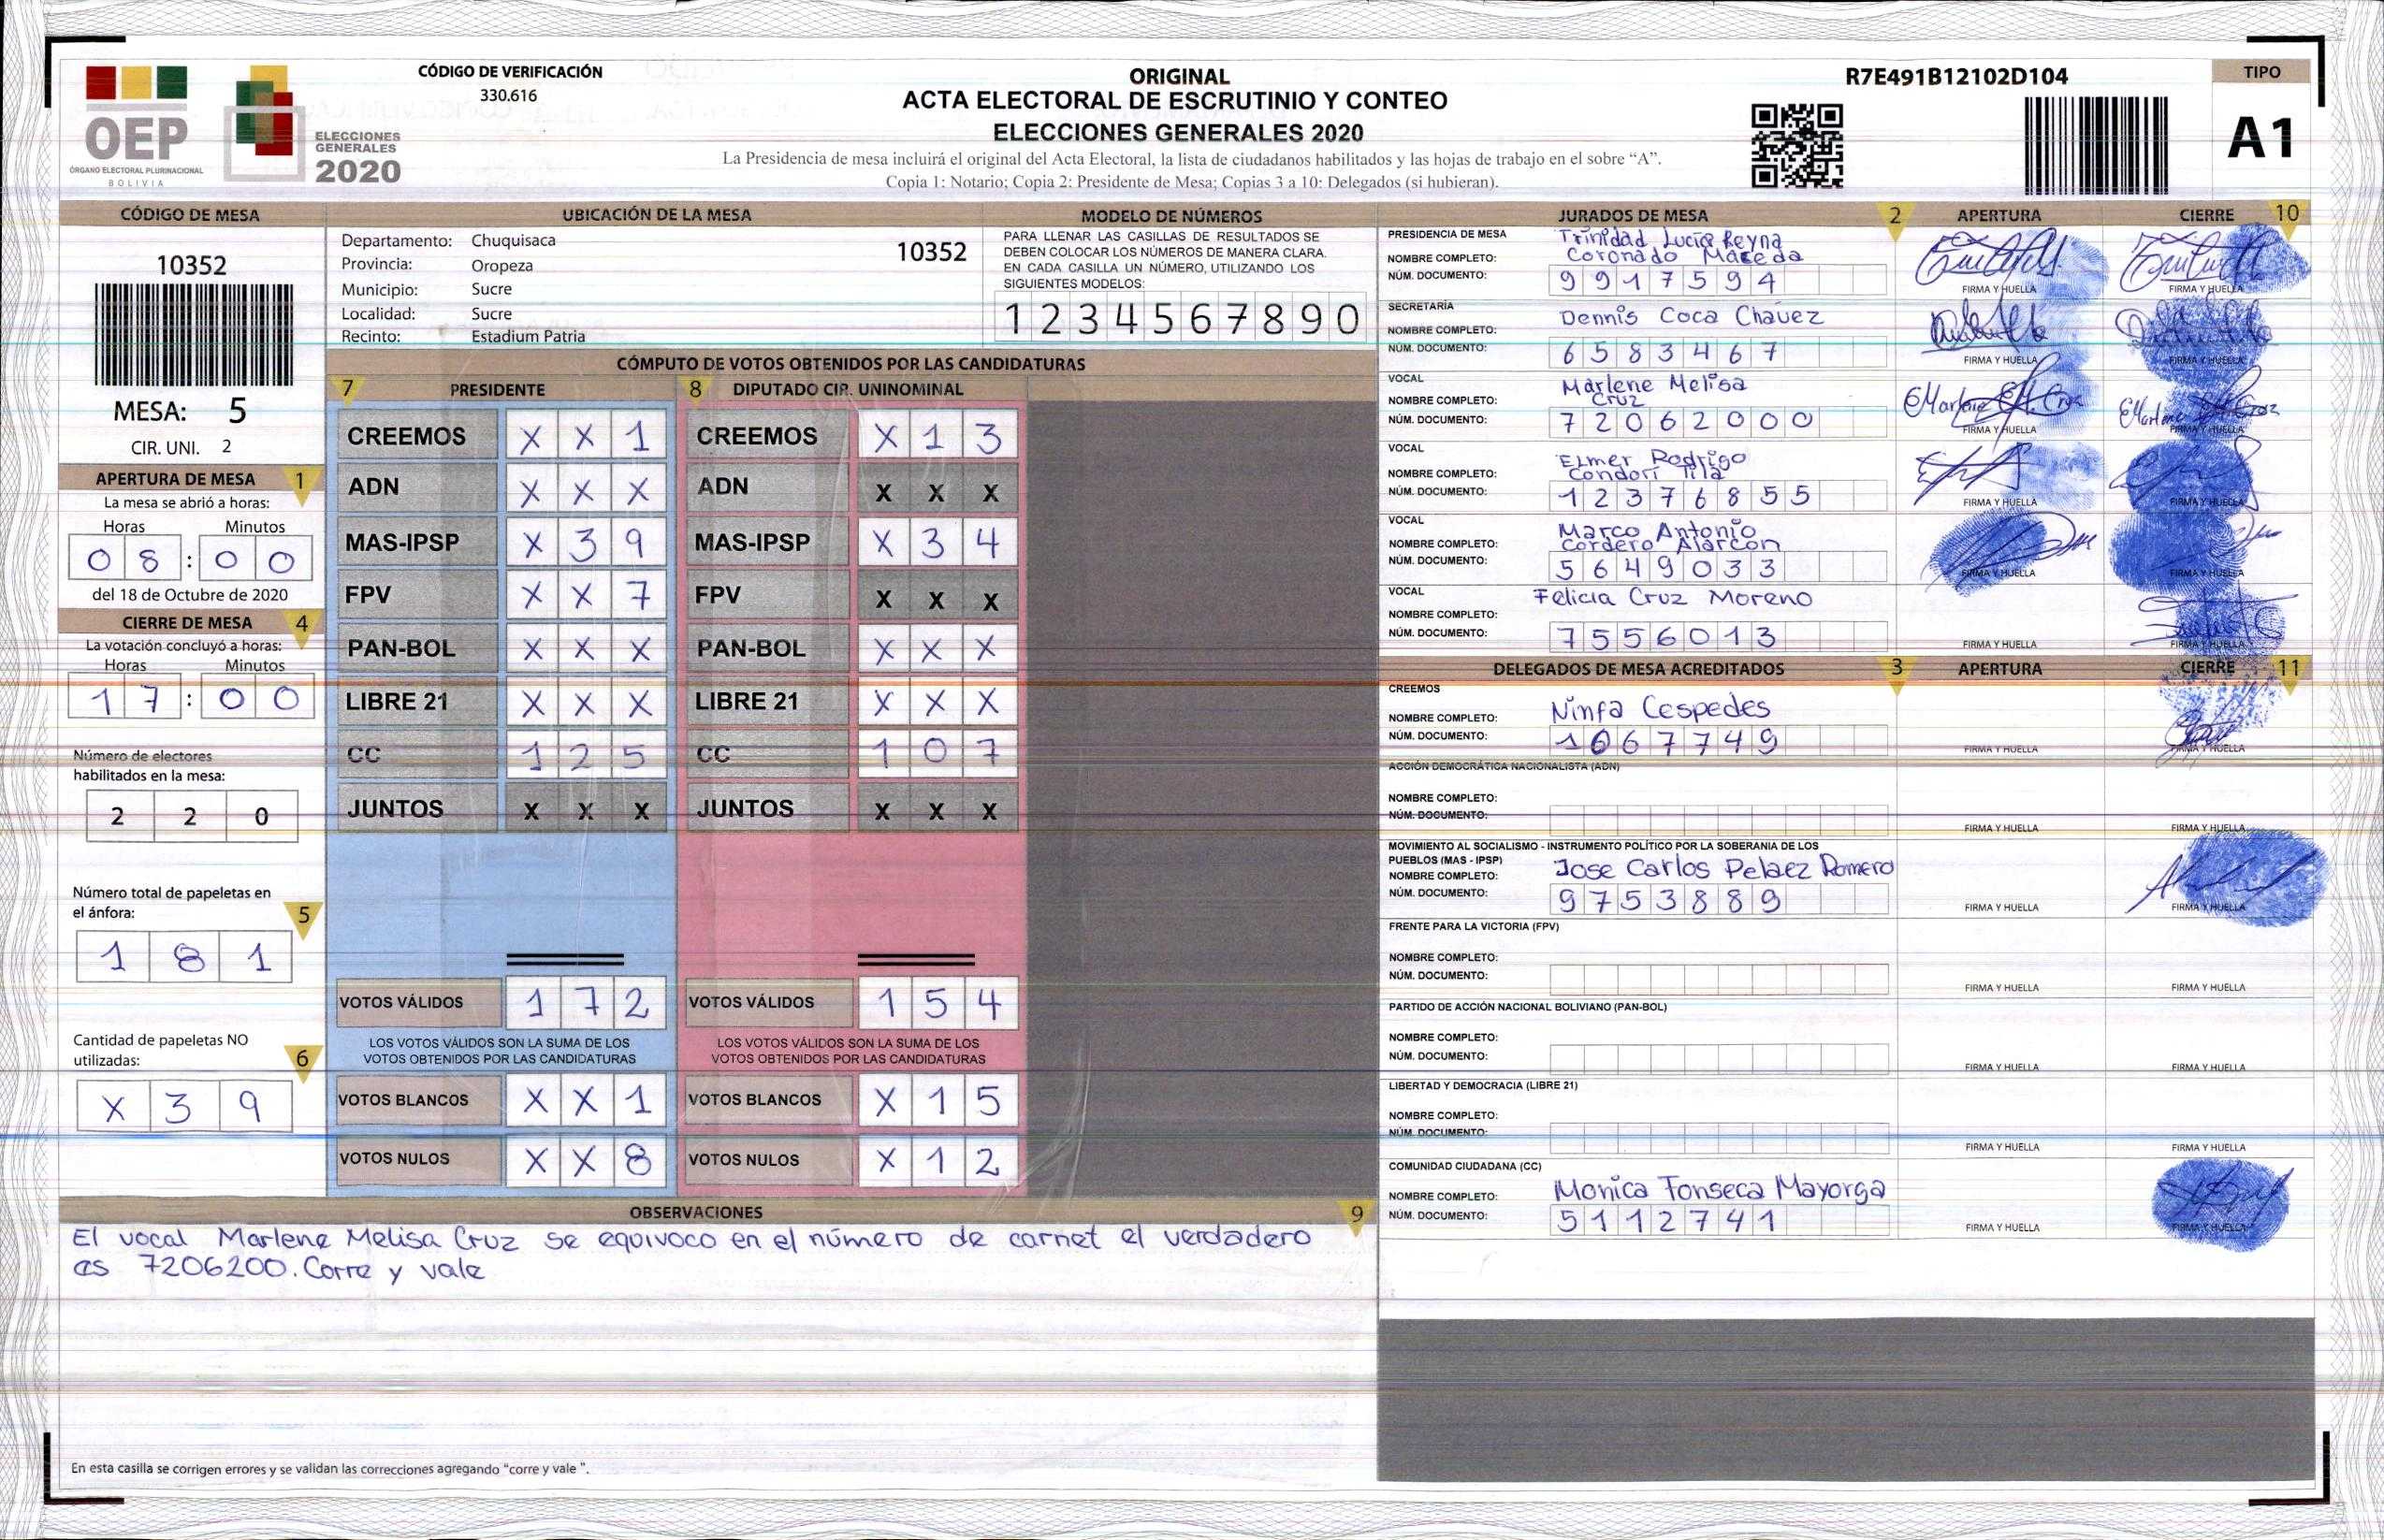 OEP
ÓRGANO ELECTORAL PLURINACIONAL
BOLIVIA
ELECCIONES
GENERALES
2020
CÓDIGO DE VERIFICACIÓN
330.616
ORIGINAL
ACTA ELECTORAL DE ESCRUTINIO Y CONTEO
ELECCIONES GENERALES 2020
La Presidencia de mesa incluirá el original del Acta Electoral, la lista de ciudadanos habilitados y las hojas de trabajo en el sobre “A”.
Copia 1: Notario; Copia 2: Presidente de Mesa; Copias 3 a 10: Delegados (si hubieran).
R7E491B12102D104
TIPO
A1
CÓDIGO DE MESA
10352
MESA: 5
CIR. UNI. 2
APERTURA DE MESA 1
La mesa se abrió a horas:
Horas Minutos
0 8 : 0 0
del 18 de Octubre de 2020
CIERRE DE MESA 4
La votación concluyó a horas:
Horas Minutos
1 7 : 0 0
Número de electores
habilitados en la mesa:
2 2 0
Número total de papeletas en
el ánfora: 5
1 8 1
Cantidad de papeletas NO
utilizadas: 6
X 3 9
UBICACIÓN DE LA MESA
Departamento: Chuquisaca 10352
Provincia: Oropeza
Municipio: Sucre
Localidad: Sucre
Recinto: Estadium Patria
MODELO DE NÚMEROS
PARA LLENAR LAS CASILLAS DE RESULTADOS SE
DEBEN COLOCAR LOS NÚMEROS DE MANERA CLARA.
EN CADA CASILLA UN NÚMERO, UTILIZANDO LOS
SIGUIENTES MODELOS:
1 2 3 4 5 6 7 8 9 0
CÓMPUTO DE VOTOS OBTENIDOS POR LAS CANDIDATURAS
7 PRESIDENTE 8 DIPUTADO CIR. UNINOMINAL
CREEMOS X X 1 CREEMOS X 1 3
ADN X X X ADN X X X
MAS-IPSP X 3 9 MAS-IPSP X 3 4
FPV X X 7 FPV X X X
PAN-BOL X X X PAN-BOL X X X
LIBRE 21 X X X LIBRE 21 X X X
CC 1 2 5 CC 1 0 7
JUNTOS X X X JUNTOS X X X
VOTOS VÁLIDOS 1 7 2 VOTOS VÁLIDOS 1 5 4
LOS VOTOS VÁLIDOS SON LA SUMA DE LOS LOS VOTOS VÁLIDOS SON LA SUMA DE LOS
VOTOS OBTENIDOS POR LAS CANDIDATURAS VOTOS OBTENIDOS POR LAS CANDIDATURAS
VOTOS BLANCOS X X 1 VOTOS BLANCOS X 1 5
VOTOS NULOS X X 8 VOTOS NULOS X 1 2
OBSERVACIONES 9
El vocal Marlene Melisa Cruz se equivoco en el número de carnet el verdadero
es 7206200. Corre y vale
En esta casilla se corrigen errores y se validan las correcciones agregando “corre y vale ”.
JURADOS DE MESA 2 APERTURA CIERRE 10
PRESIDENCIA DE MESA Trinidad Lucia Reyna
NOMBRE COMPLETO: Coronado Maceda
NÚM. DOCUMENTO: 9 9 1 7 5 9 4
FIRMA Y HUELLA FIRMA Y HUELLA
SECRETARÍA
NOMBRE COMPLETO: Dennis Coca Chavez
NÚM. DOCUMENTO: 6 5 8 3 4 6 7
FIRMA Y HUELLA FIRMA Y HUELLA
VOCAL Marlene Melisa
NOMBRE COMPLETO: Cruz
NÚM. DOCUMENTO: 7 2 0 6 2 0 0 0
FIRMA Y HUELLA FIRMA Y HUELLA
VOCAL Elmer Rodrigo
NOMBRE COMPLETO: Condori
NÚM. DOCUMENTO: 1 2 3 7 6 8 5 5
FIRMA Y HUELLA FIRMA Y HUELLA
VOCAL Marco Antonio
NOMBRE COMPLETO: Cordero Alarcon
NÚM. DOCUMENTO: 5 6 4 9 0 3 3
FIRMA Y HUELLA FIRMA Y HUELLA
VOCAL Felicia Cruz Moreno
NOMBRE COMPLETO:
NÚM. DOCUMENTO: 7 5 5 6 0 1 3
FIRMA Y HUELLA FIRMA Y HUELLA
DELEGADOS DE MESA ACREDITADOS 3 APERTURA CIERRE 11
CREEMOS
NOMBRE COMPLETO: Ninfa Cespedes
NÚM. DOCUMENTO: 1 0 6 7 7 4 9
FIRMA Y HUELLA FIRMA Y HUELLA
ACCIÓN DEMOCRÁTICA NACIONALISTA (ADN)
NOMBRE COMPLETO:
NÚM. DOCUMENTO:
FIRMA Y HUELLA FIRMA Y HUELLA
MOVIMIENTO AL SOCIALISMO - INSTRUMENTO POLÍTICO POR LA SOBERANIA DE LOS
PUEBLOS (MAS - IPSP)
NOMBRE COMPLETO: Jose Carlos Pelaez Romero
NÚM. DOCUMENTO: 9 7 5 3 8 8 9
FIRMA Y HUELLA FIRMA Y HUELLA
FRENTE PARA LA VICTORIA (FPV)
NOMBRE COMPLETO:
NÚM. DOCUMENTO:
FIRMA Y HUELLA FIRMA Y HUELLA
PARTIDO DE ACCIÓN NACIONAL BOLIVIANO (PAN-BOL)
NOMBRE COMPLETO:
NÚM. DOCUMENTO:
FIRMA Y HUELLA FIRMA Y HUELLA
LIBERTAD Y DEMOCRACIA (LIBRE 21)
NOMBRE COMPLETO:
NÚM. DOCUMENTO:
FIRMA Y HUELLA FIRMA Y HUELLA
COMUNIDAD CIUDADANA (CC)
NOMBRE COMPLETO: Monica Fonseca Mayorga
NÚM. DOCUMENTO: 5 1 1 2 7 4 1
FIRMA Y HUELLA FIRMA Y HUELLA